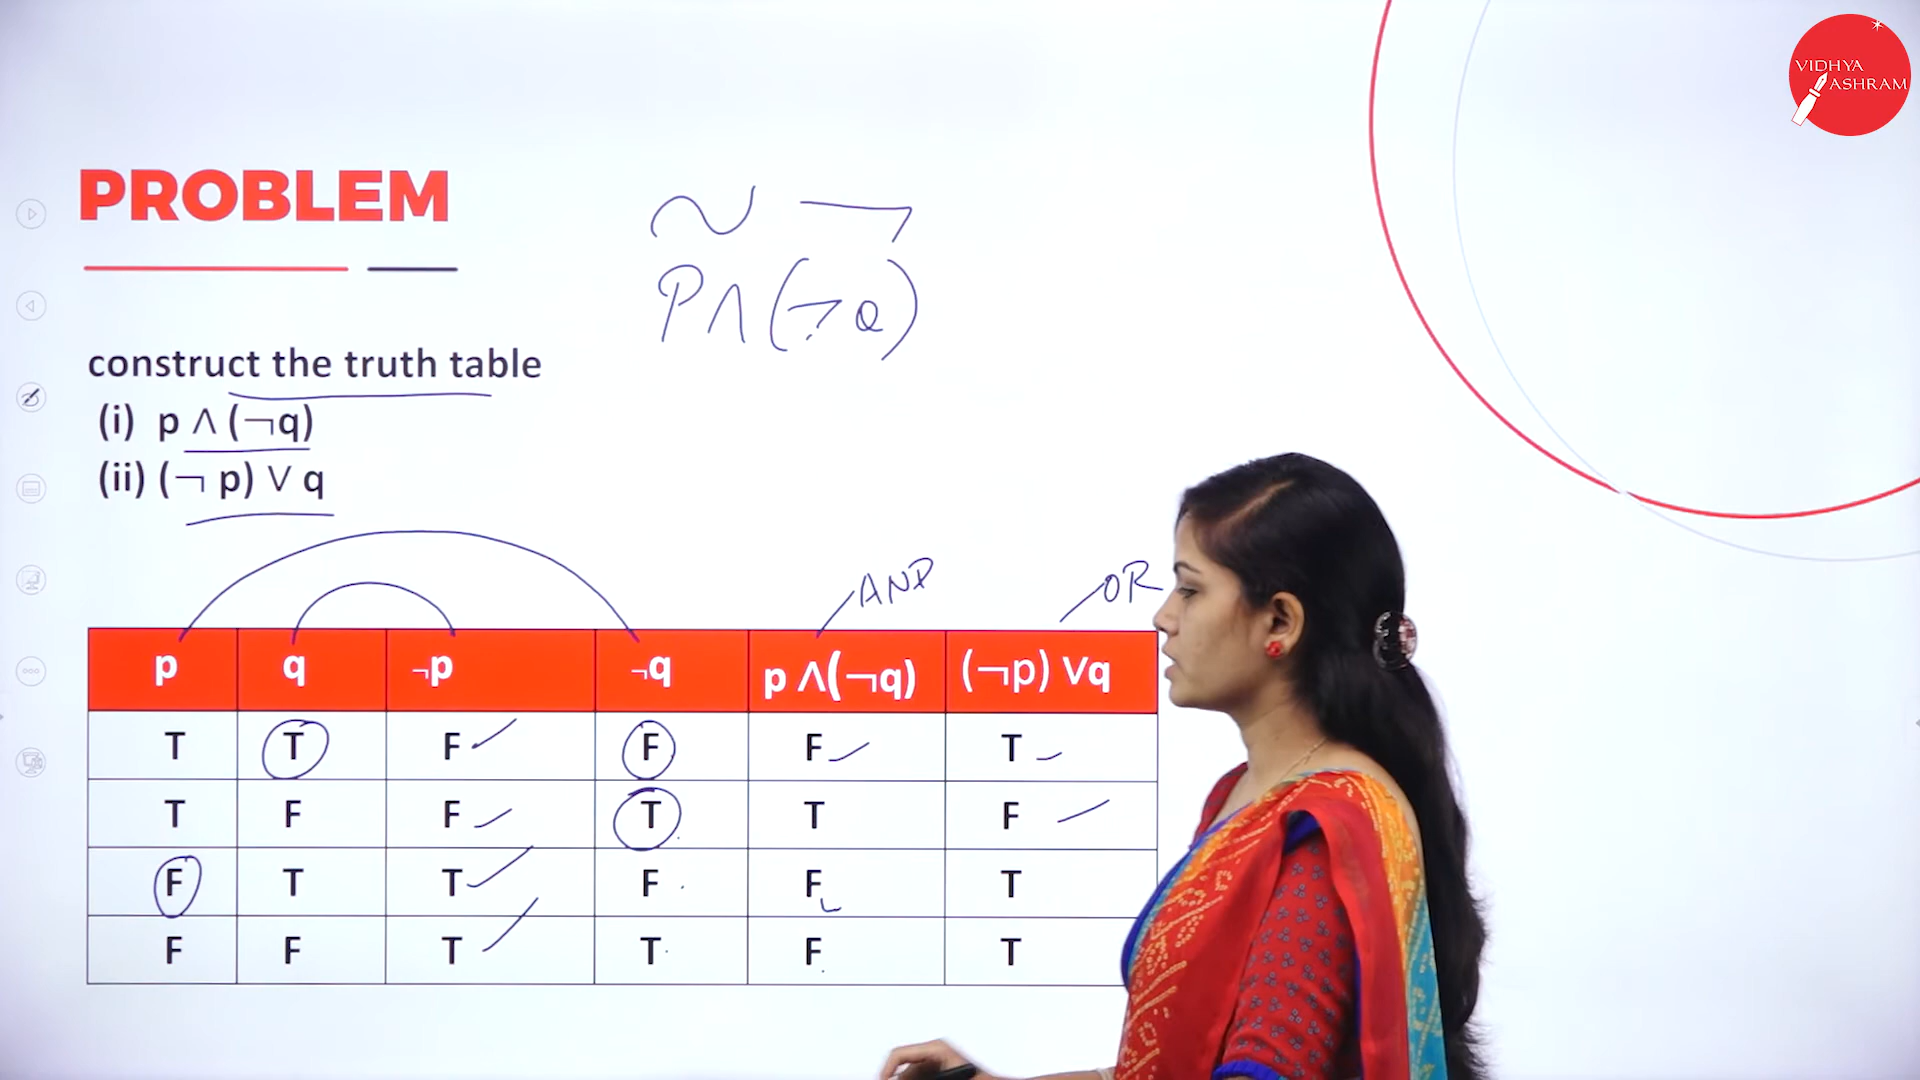 VIDHYA
ASHRAM
PROBLEM
~ ¬
P∧(¬Q)
construct the truth table
(i) p ∧ (¬q)
(ii) (¬ p) ∨ q
AND
OR
p q ¬p ¬q p ∧(¬q) (¬p) ∨q
T T F F F T
T F F T T F
F T T F F T
F F T T F T